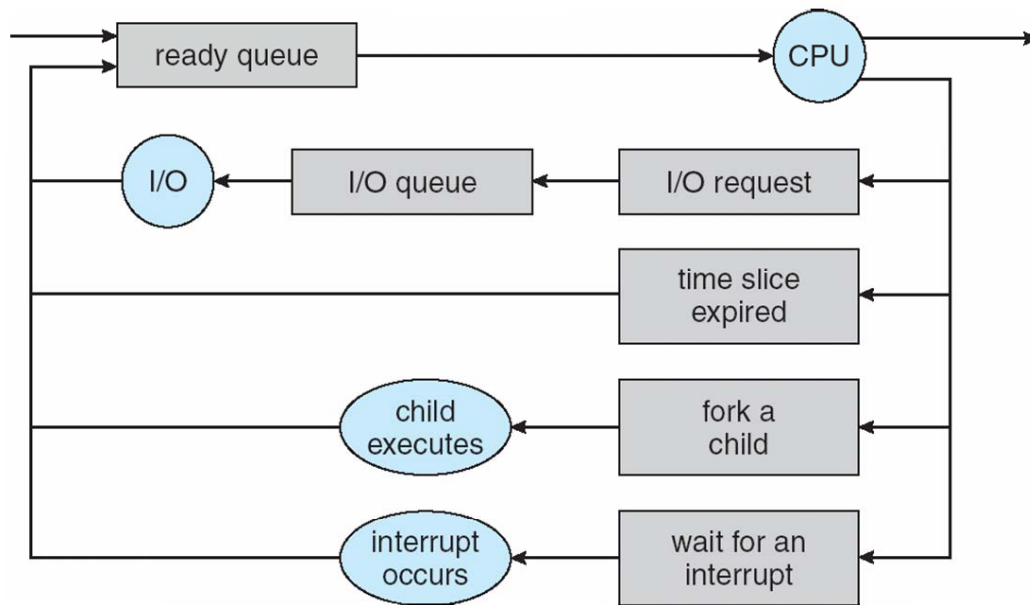 ready queue
CPU
I/O
I/O queue
I/O request
time slice
expired
child
executes
fork a
child
interrupt
occurs
wait for an
interrupt